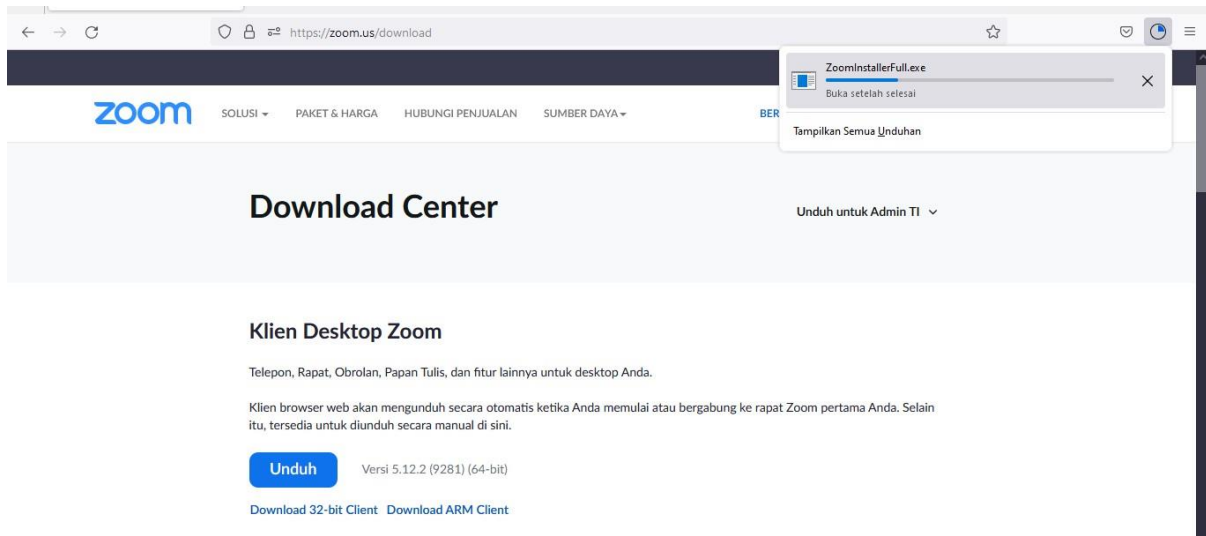 https://zoom.us/download
ZoomInstallerFull.exe
Buka setelah selesai
Tampilkan Semua Unduhan
zoom
SOLUSI
PAKET & HARGA
HUBUNGI PENJUALAN
SUMBER DAYA
BER
Download Center
Unduh untuk Admin TI
Klien Desktop Zoom
Telepon, Rapat, Obrolan, Papan Tulis, dan fitur lainnya untuk desktop Anda.
Klien browser web akan mengunduh secara otomatis ketika Anda memulai atau bergabung ke rapat Zoom pertama Anda. Selain
itu, tersedia untuk diunduh secara manual di sini.
Unduh
Versi 5.12.2 (9281) (64-bit)
Download 32-bit Client Download ARM Client